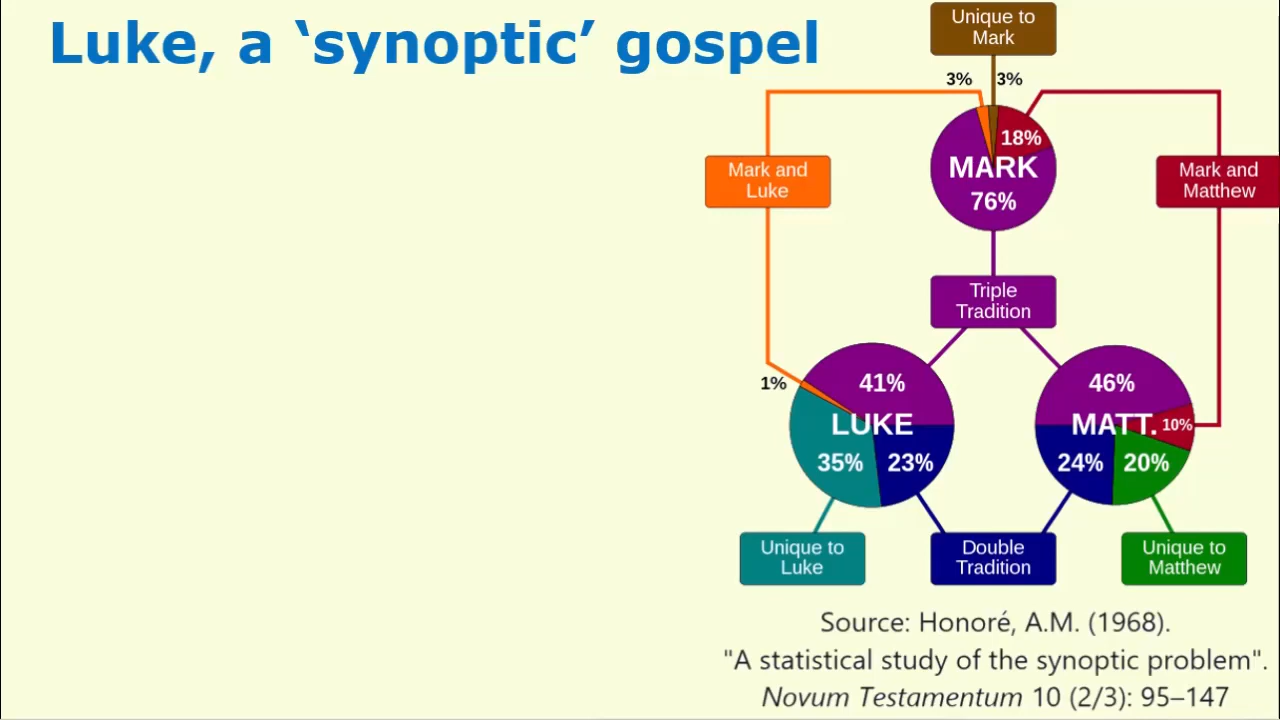 Luke, a ‘synoptic’ gospel
Unique to
Mark
3%
3%
18%
MARK
76%
Mark and
Luke
Mark and
Matthew
Triple
Tradition
1%
41%
LUKE
35%
23%
46%
MATT.
10%
24%
20%
Unique to
Luke
Double
Tradition
Unique to
Matthew
Source: Honoré, A.M. (1968).
"A statistical study of the synoptic problem".
Novum Testamentum 10 (2/3): 95–147